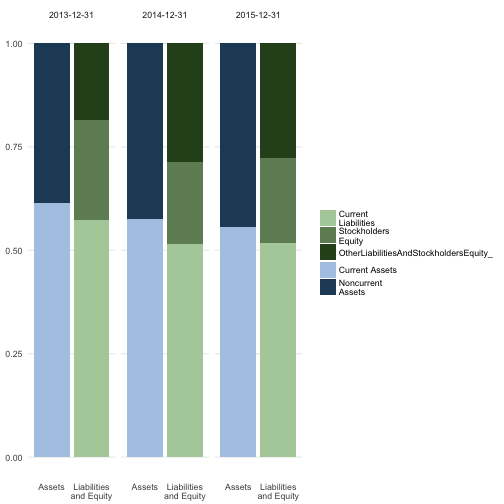 2013-12-31
2014-12-31
2015-12-31
1.00
0.75
0.50
0.25
0.00
Assets
Liabilities
and Equity
Assets
Liabilities
and Equity
Assets
Liabilities
and Equity
Current
Liabilities
Stockholders
Equity
OtherLiabilitiesAndStockholdersEquity_
Current Assets
Noncurrent
Assets